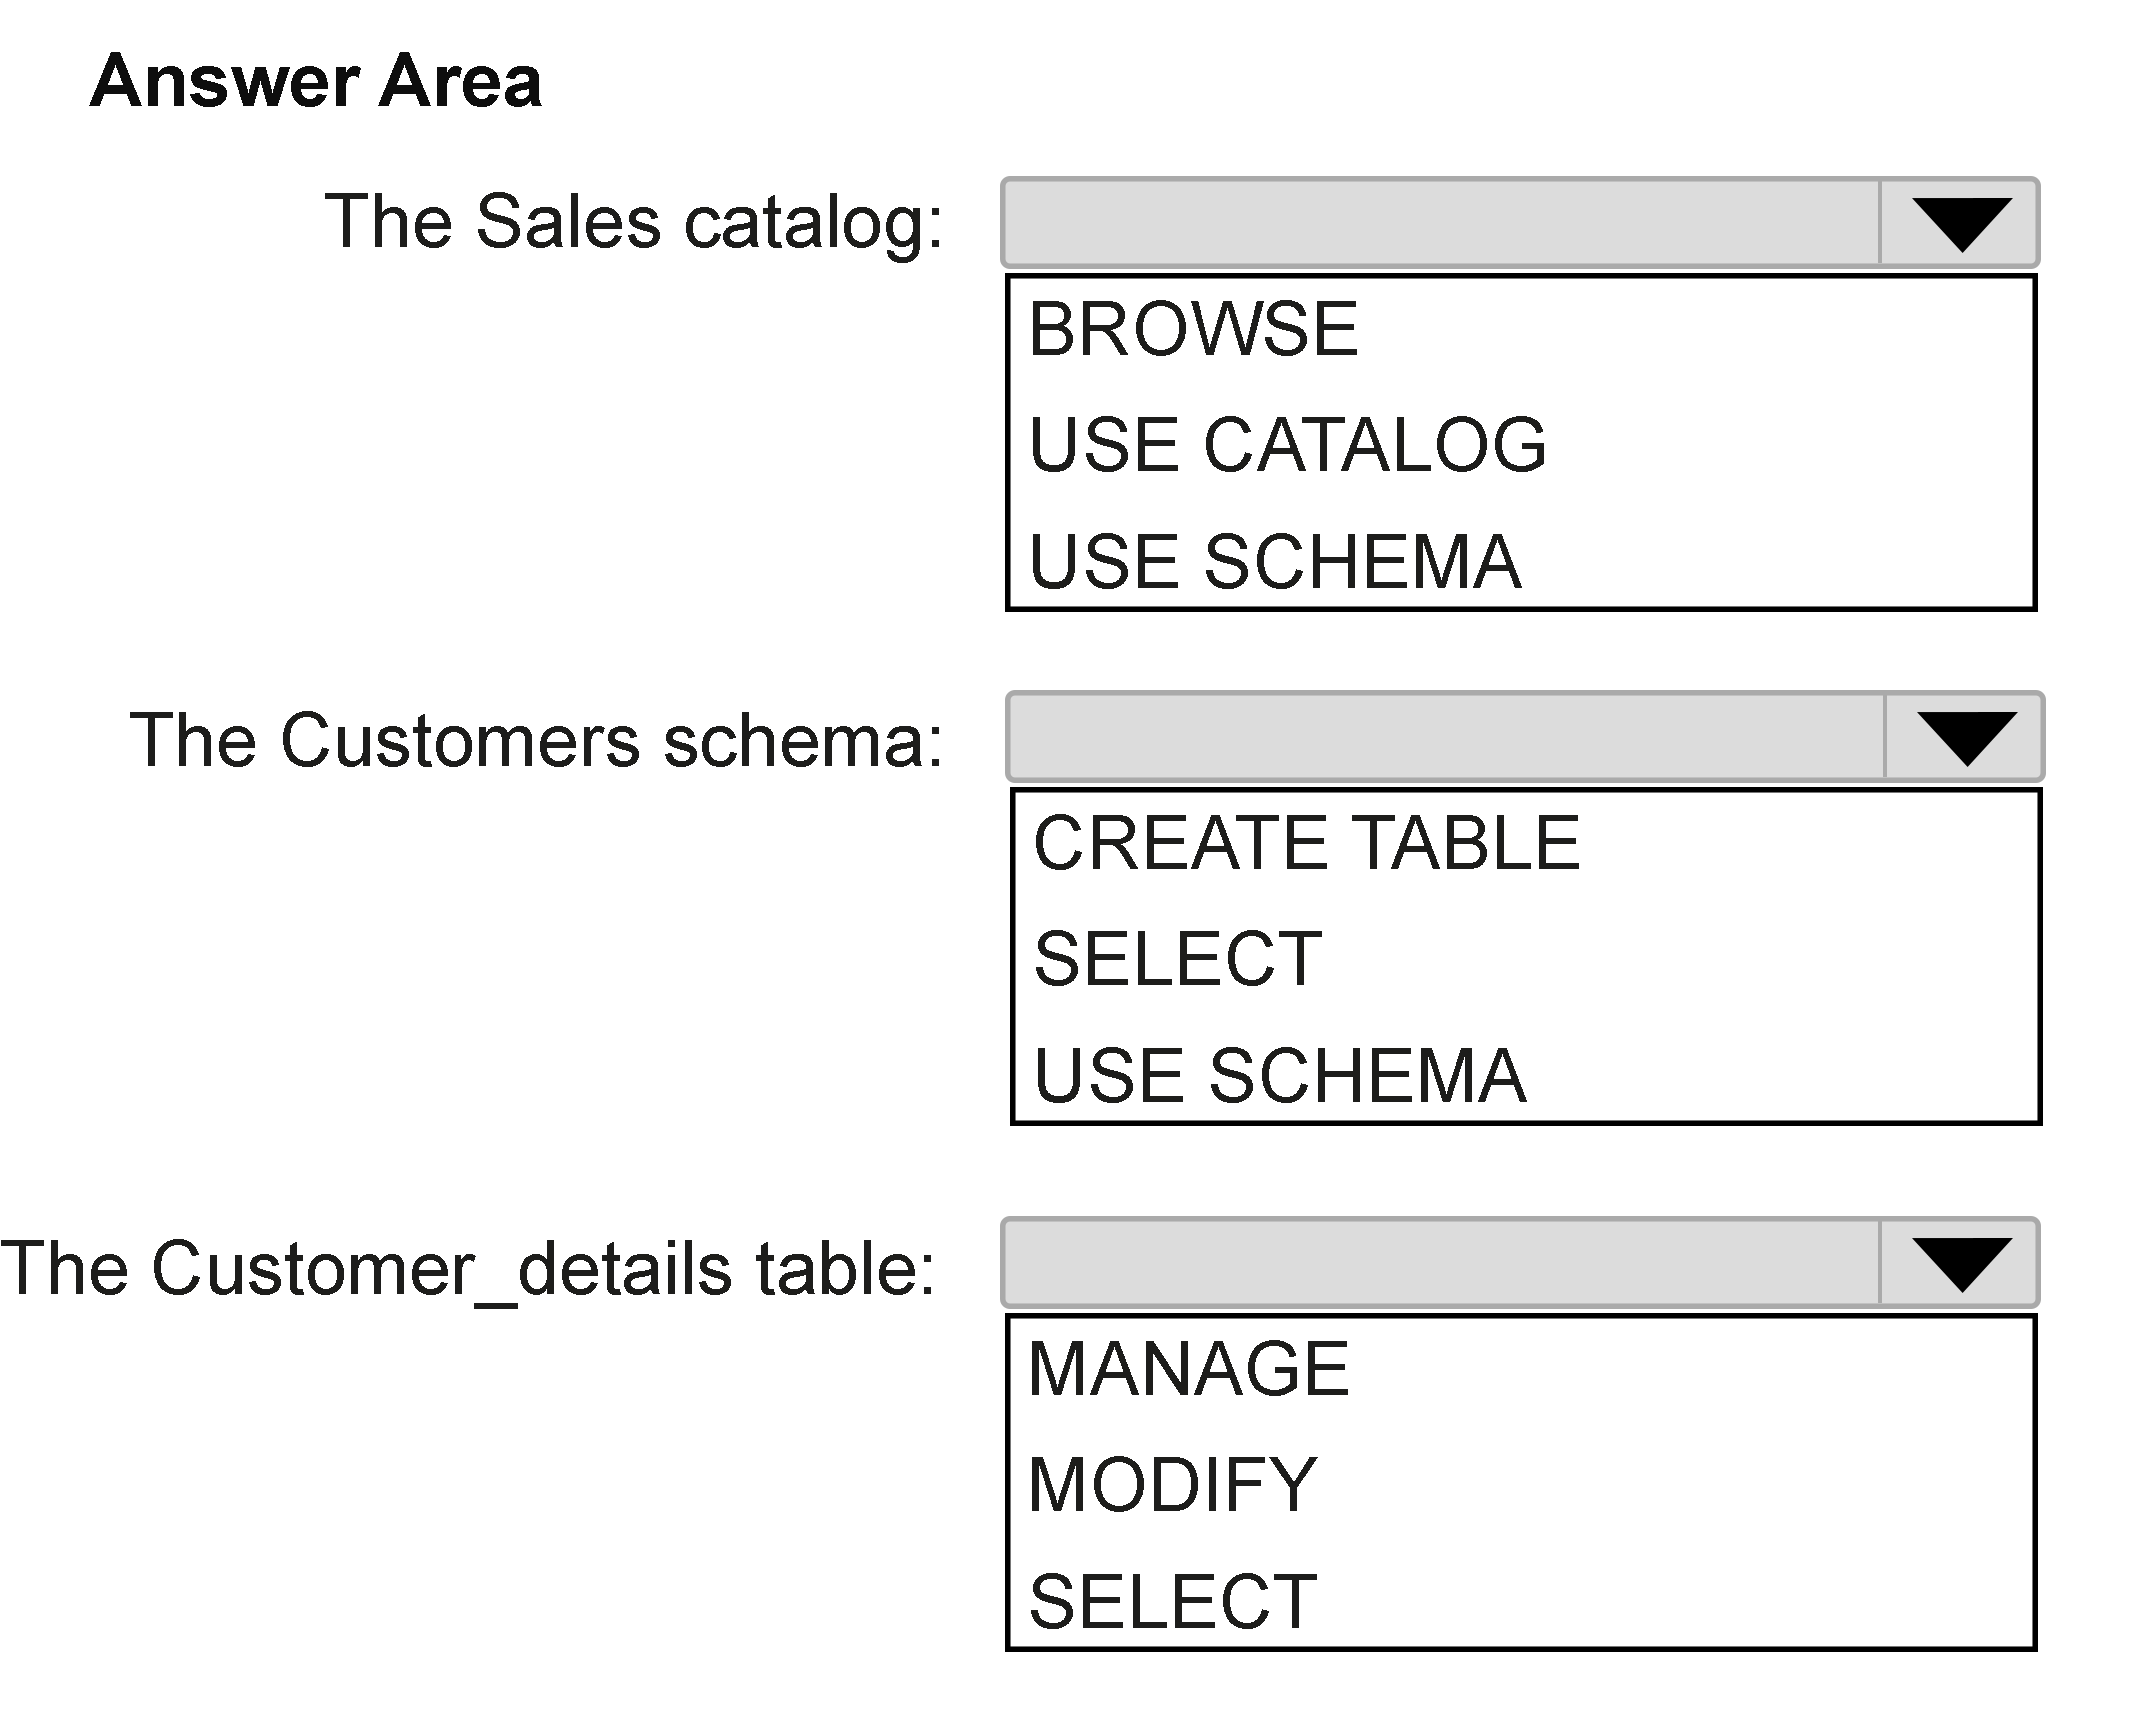 Answer Area
The Sales catalog:
BROWSE
USE CATALOG
USE SCHEMA
The Customers schema:
CREATE TABLE
SELECT
USE SCHEMA
The Customer_details table:
MANAGE
MODIFY
SELECT